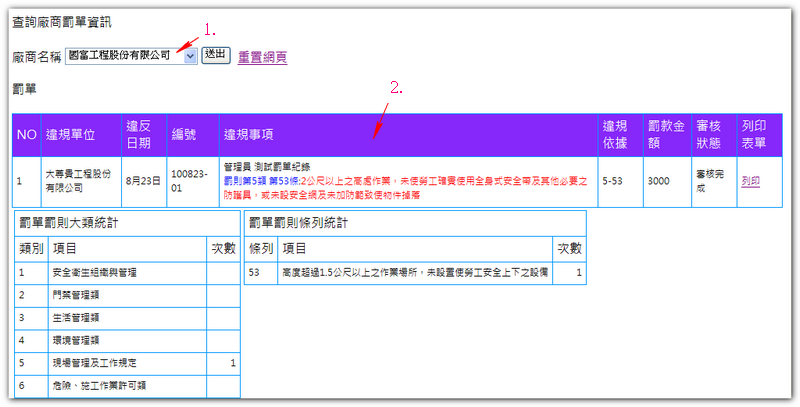 查詢廠商罰單資訊
1.
廠商名稱 國富工程股份有限公司 送出 重置網頁
罰單
2.
NO 違規單位 違反日期 編號 違規事項 違規依據 罰款金額 審核狀態 列印表單
1 大尊貴工程股份有限公司 8月23日 100823-01 管理員 測試罰單紀錄
罰則第5類 第53條:2公尺以上之高處作業，未使勞工確實使用全身式安全帶及其他必要之
防護具，或未設安全網及未加防範致使物件掉落 5-53 3000 審核完成 列印
罰單罰則大類統計
類別 項目 次數
1 安全衛生組織與管理
2 門禁管理類
3 生活管理類
4 環境管理類
5 現場管理及工作規定 1
6 危險、施工作業許可類
罰單罰則條列統計
條列 項目 次數
53 高度超過1.5公尺以上之作業場所，未設置使勞工安全上下之設備 1